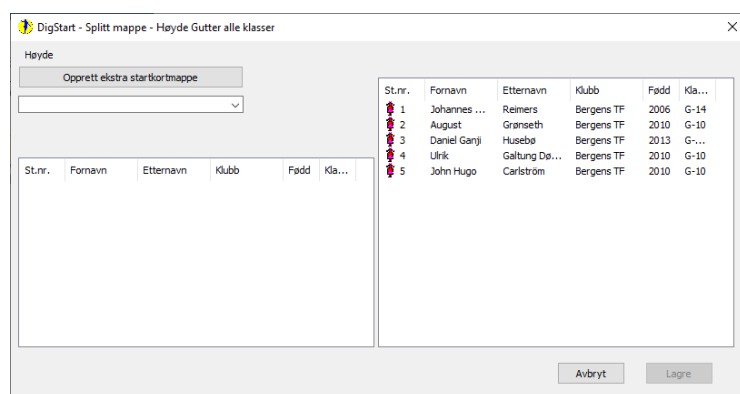 DigStart - Splitt mappe - Høyde Gutter alle klasser
Høyde
Opprett ekstra startkortmappe
St.nr. Fornavn Etternavn Klubb Født Kla...
St.nr. Fornavn Etternavn Klubb Født Kla...
1 Johannes ... Reimers Bergens TF 2006 G-14
2 August Grønseth Bergens TF 2010 G-10
3 Daniel Ganji Husebø Bergens TF 2013 G-...
4 Ulrik Galtung Dø... Bergens TF 2010 G-10
5 John Hugo Carlström Bergens TF 2010 G-10
Avbryt Lagre